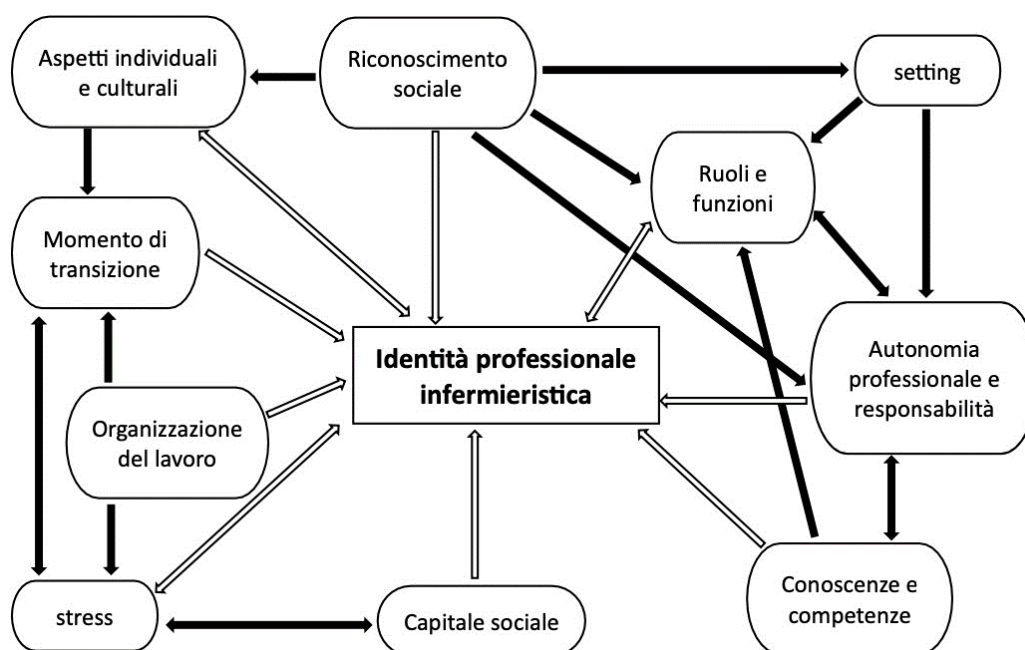 Aspetti individuali
e culturali
Riconoscimento
sociale
setting
Ruoli e
funzioni
Momento di
transizione
Identità professionale
infermieristica
Autonomia
professionale e
responsabilità
Organizzazione
del lavoro
stress
Capitale sociale
Conoscenze e
competenze